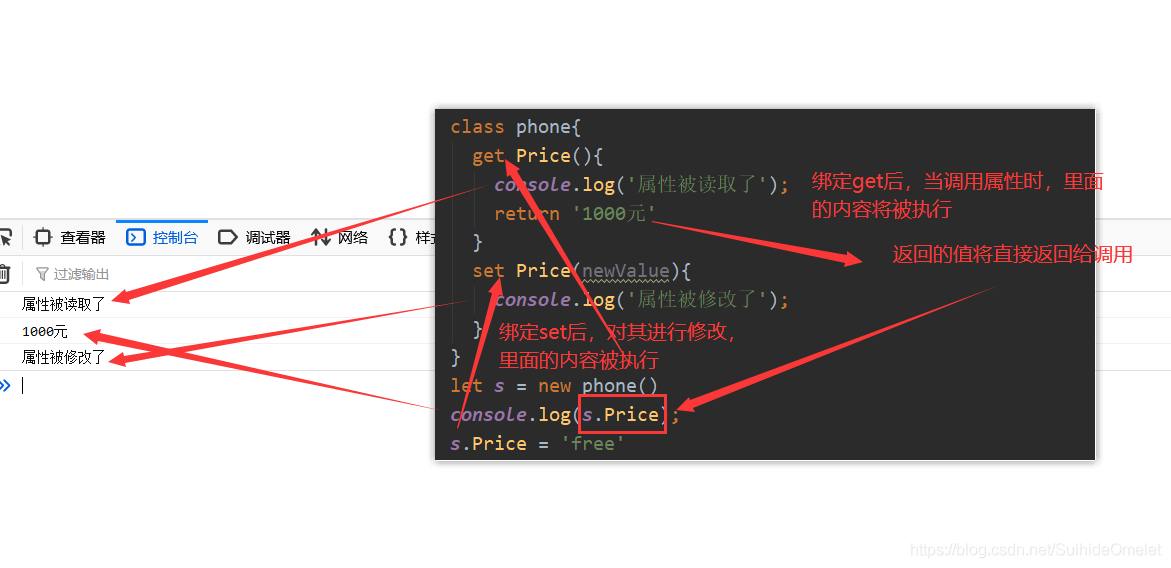 查看器 控制台 调试器 网络 样式
过滤输出
属性被读取了
1000元
属性被修改了
class phone{
get Price(){
console.log('属性被读取了');
return '1000元'
}
set Price(newValue){
console.log('属性被修改了');
}
}
let s = new phone()
console.log(s.Price);
s.Price = 'free'
绑定get后，当调用属性时，里面
的内容将被执行
返回的值将直接返回给调用
绑定set后，对其进行修改，
里面的内容被执行
https://blog.csdn.net/SuihideOmelet